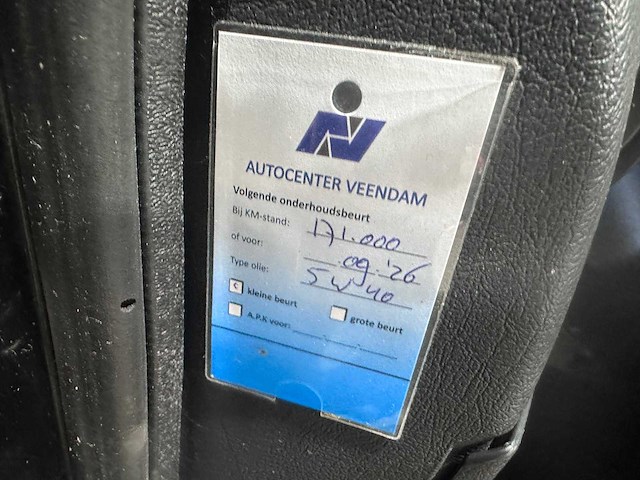 AUTOCENTER VEENDAM
Volgende onderhoudsbeurt
Bij KM-stand: 171.000
of voor: 09 '26
Type olie: 5W40
kleine beurt grote beurt
A.P.K voor: